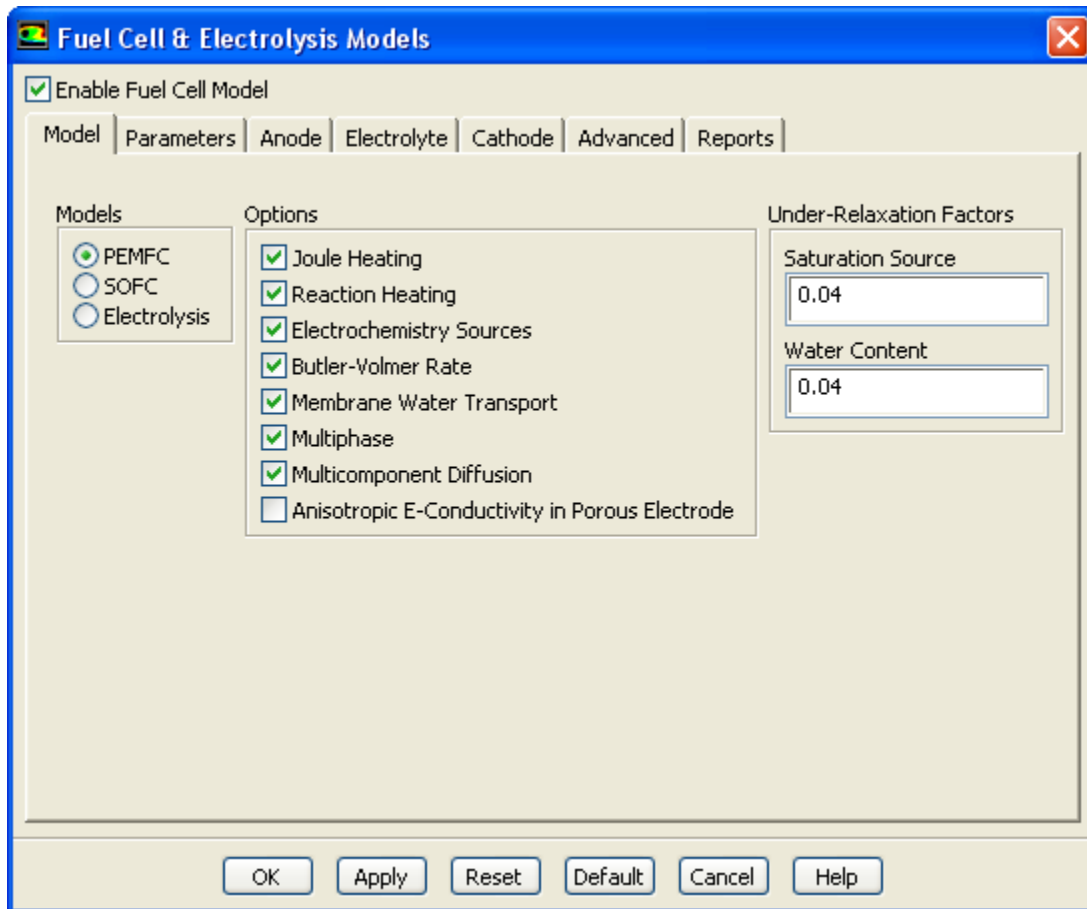 Fuel Cell & Electrolysis Models
Enable Fuel Cell Model
Model Parameters Anode Electrolyte Cathode Advanced Reports
Models
PEMFC
SOFC
Electrolysis
Options
Joule Heating
Reaction Heating
Electrochemistry Sources
Butler-Volmer Rate
Membrane Water Transport
Multiphase
Multicomponent Diffusion
Anisotropic E-Conductivity in Porous Electrode
Under-Relaxation Factors
Saturation Source
0.04
Water Content
0.04
OK Apply Reset Default Cancel Help